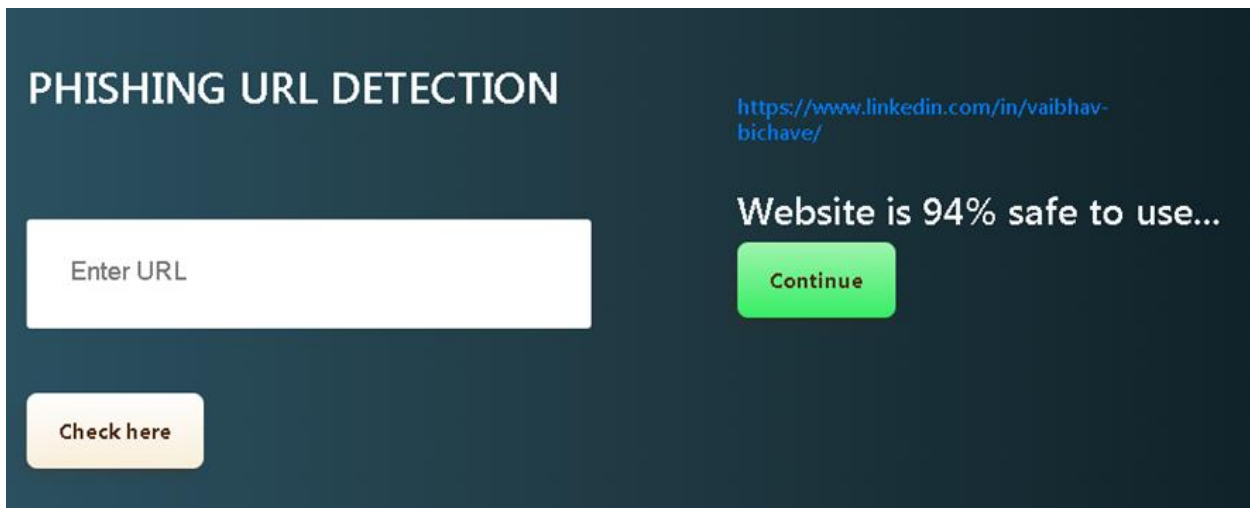 PHISHING URL DETECTION
Enter URL
Check here
https://www.linkedin.com/in/vaibhav-
bichave/
Website is 94% safe to use...
Continue